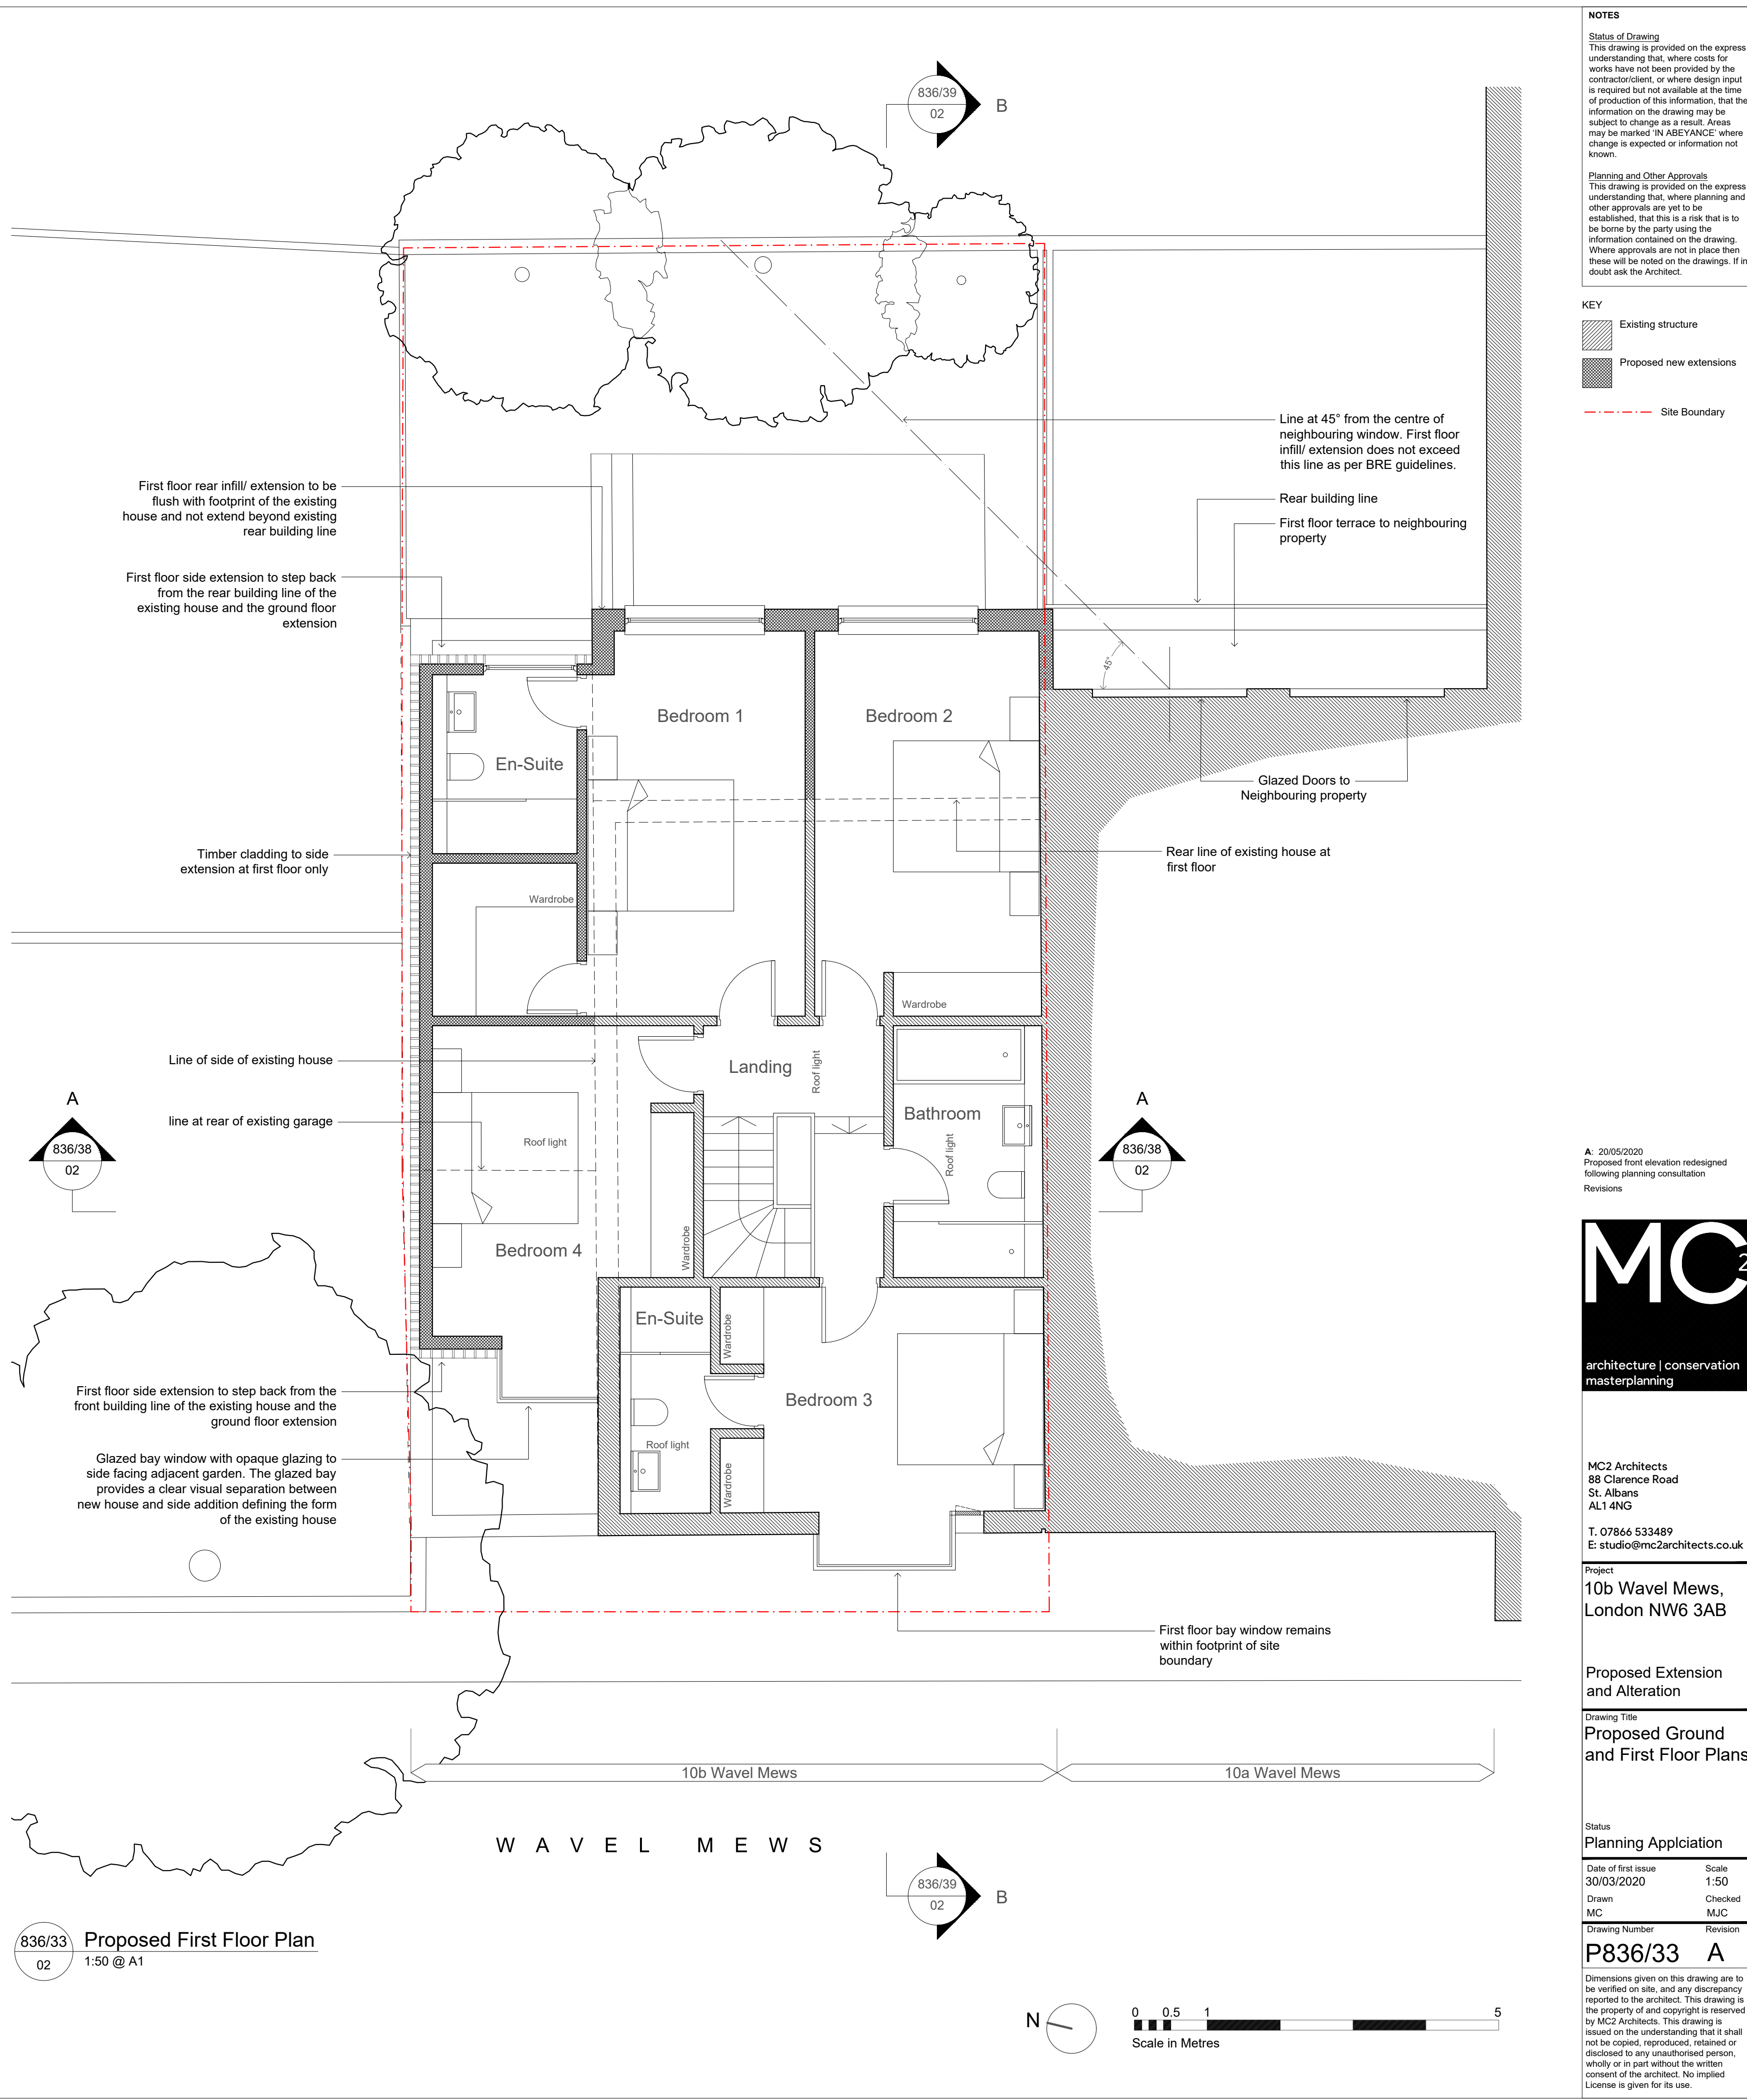 NOTES
Status of Drawing
This drawing is provided on the express
understanding that, where costs for
works have not been provided by the
contractor/client, or where design input
is required but not available at the time
of production of this information, that the
information on the drawing may be
subject to change as a result. Areas
may be marked 'IN ABEYANCE' where
change is expected or information not
known.
Planning and Other Approvals
This drawing is provided on the express
understanding that, where planning and
other approvals are yet to be
established, that this is a risk that is to
be borne by the party using the
information contained on the drawing.
Where approvals are not in place then
these will be noted on the drawings. If in
doubt ask the Architect.
KEY
Existing structure
Proposed new extensions
Site Boundary
836/39
02
B
Line at 45° from the centre of
neighbouring window. First floor
infill/ extension does not exceed
this line as per BRE guidelines.
Rear building line
First floor terrace to neighbouring
property
First floor rear infill/ extension to be
flush with footprint of the existing
house and not extend beyond existing
rear building line
First floor side extension to step back
from the rear building line of the
existing house and the ground floor
extension
45°
Bedroom 1
Bedroom 2
En-Suite
Glazed Doors to
Neighbouring property
Timber cladding to side
extension at first floor only
Rear line of existing house at
first floor
Wardrobe
Wardrobe
Line of side of existing house
Landing
Roof light
line at rear of existing garage
Roof light
Bathroom
Roof light
A
836/38
02
A
836/38
02
Bedroom 4
Wardrobe
En-Suite
Wardrobe
Bedroom 3
Roof light
Wardrobe
First floor side extension to step back from the
front building line of the existing house and the
ground floor extension
Glazed bay window with opaque glazing to
side facing adjacent garden. The glazed bay
provides a clear visual separation between
new house and side addition defining the form
of the existing house
First floor bay window remains
within footprint of site
boundary
10b Wavel Mews
10a Wavel Mews
WAVEL MEWS
836/39
02
B
836/33
02
Proposed First Floor Plan
1:50 @ A1
N
0 0.5 1 5
Scale in Metres
A: 20/05/2020
Proposed front elevation redesigned
following planning consultation
Revisions
MC2
architecture | conservation
masterplanning
MC2 Architects
88 Clarence Road
St. Albans
AL1 4NG
T. 07866 533489
E: studio@mc2architects.co.uk
Project
10b Wavel Mews,
London NW6 3AB
Proposed Extension
and Alteration
Drawing Title
Proposed Ground
and First Floor Plans
Status
Planning Applciation
Date of first issue Scale
30/03/2020 1:50
Drawn Checked
MC MJC
Drawing Number Revision
P836/33 A
Dimensions given on this drawing are to
be verified on site, and any discrepancy
reported to the architect. This drawing is
the property of and copyright is reserved
by MC2 Architects. This drawing is
issued on the understanding that it shall
not be copied, reproduced, retained or
disclosed to any unauthorised person,
wholly or in part without the written
consent of the architect. No implied
License is given for its use.